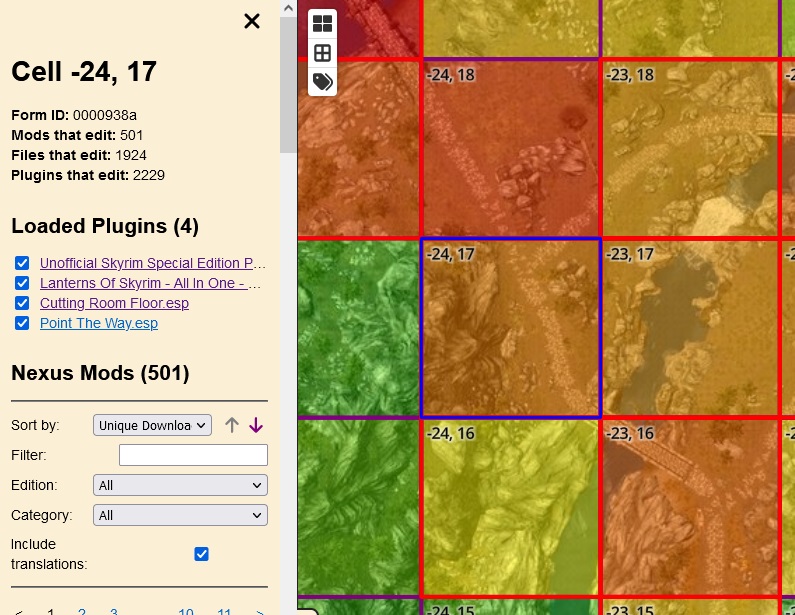 Cell -24, 17
Form ID: 0000938a
Mods that edit: 501
Files that edit: 1924
Plugins that edit: 2229
Loaded Plugins (4)
Unofficial Skyrim Special Edition P...
Lanterns Of Skyrim - All In One - ...
Cutting Room Floor.esp
Point The Way.esp
Nexus Mods (501)
Sort by: Unique Downloa
Filter:
Edition: All
Category: All
Include
translations:
< 1 2 3 10 11 >
-24, 18
-23, 18
-24, 17
-23, 17
-24, 16
-23, 16
-24, 15
-23, 15